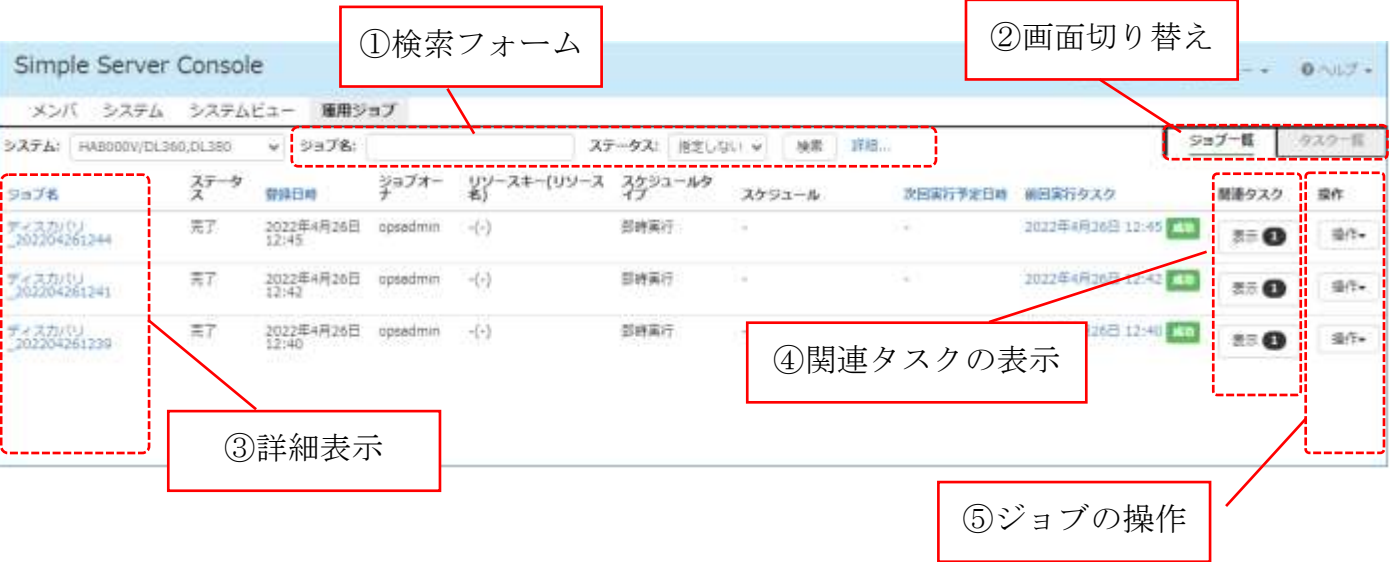 ①検索フォーム
②画面切り替え
Simple Server Console
ー ヘルプ
メンバ システム システムビュー 運用ジョブ
システム: HAB000V/DL360,DL380 ジョブ名: ステータス: 指定しない 検索 詳細... ジョブ一覧 タスク一覧
ジョブ名 ステータス 登録日時 ジョブオーナ リソースキー(リソース名) スケジュールタイプ スケジュール 次回実行予定日時 前回実行タスク 関連タスク 操作
ディスカバリ_202204261244 完了 2022年4月26日 12:45 opsadmin -(-) 即時実行 - - 2022年4月26日 12:45 成功 表示 1 操作
ディスカバリ_202204261241 完了 2022年4月26日 12:42 opsadmin -(-) 即時実行 - - 2022年4月26日 12:42 成功 表示 1 操作
ディスカバリ_202204261239 完了 2022年4月26日 12:40 opsadmin -(-) 即時実行 - 26日 12:40 成功 表示 1 操作
④関連タスクの表示
③詳細表示
⑤ジョブの操作